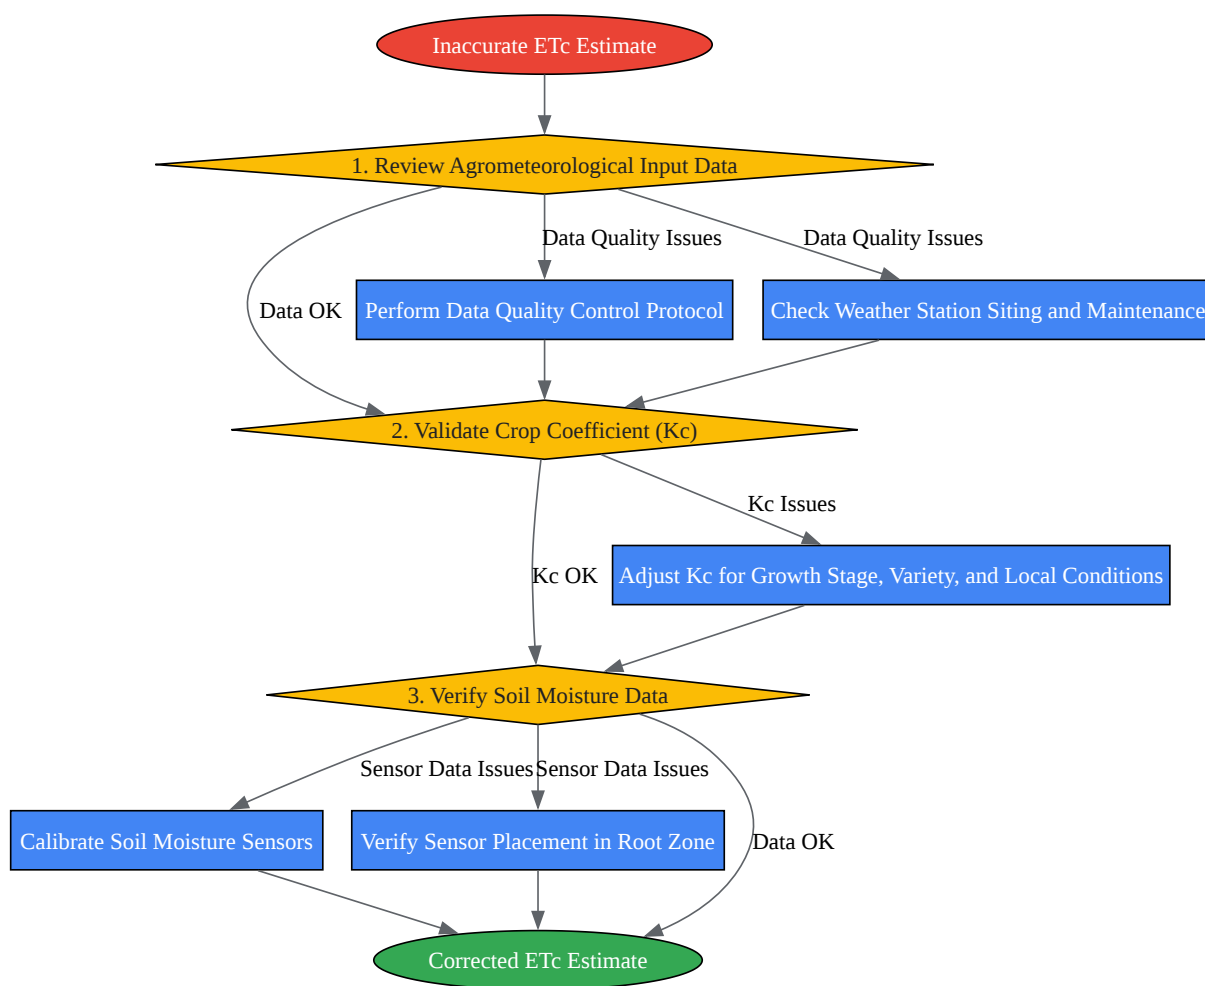 Inaccurate ETc Estimate
1. Review Agrometeorological Input Data
Data Quality Issues
Data Quality Issues
Data OK
Perform Data Quality Control Protocol
Check Weather Station Siting and Maintenance
2. Validate Crop Coefficient (Kc)
Kc Issues
Kc OK
Adjust Kc for Growth Stage, Variety, and Local Conditions
3. Verify Soil Moisture Data
Sensor Data Issues
Sensor Data Issues
Calibrate Soil Moisture Sensors
Verify Sensor Placement in Root Zone
Data OK
Corrected ETc Estimate